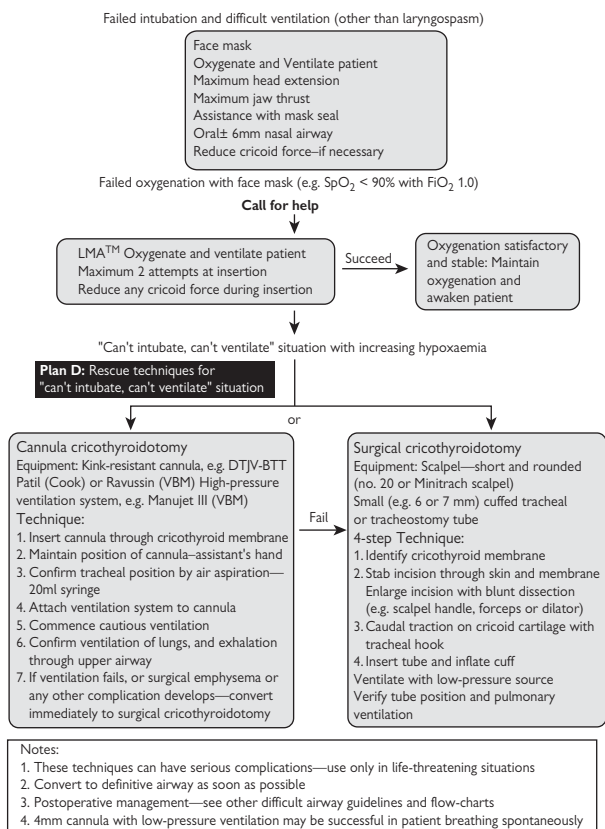 Failed intubation and difficult ventilation (other than laryngospasm)
Face mask
Oxygenate and Ventilate patient
Maximum head extension
Maximum jaw thrust
Assistance with mask seal
Oral± 6mm nasal airway
Reduce cricoid force–if necessary
Failed oxygenation with face mask (e.g. SpO₂ < 90% with FiO₂ 1.0)
Call for help
LMA™ Oxygenate and ventilate patient
Maximum 2 attempts at insertion
Reduce any cricoid force during insertion
Succeed
Oxygenation satisfactory
and stable: Maintain
oxygenation and
awaken patient
"Can't intubate, can't ventilate" situation with increasing hypoxaemia
Plan D: Rescue techniques for
"can't intubate, can't ventilate" situation
or
Cannula cricothyroidotomy
Equipment: Kink-resistant cannula, e.g. DTJV-BTT
Patil (Cook) or Ravussin (VBM) High-pressure
ventilation system, e.g. Manujet III (VBM)
Technique:
1. Insert cannula through cricothyroid membrane
2. Maintain position of cannula–assistant's hand
3. Confirm tracheal position by air aspiration—
20ml syringe
4. Attach ventilation system to cannula
5. Commence cautious ventilation
6. Confirm ventilation of lungs, and exhalation
through upper airway
7. If ventilation fails, or surgical emphysema or
any other complication develops—convert
immediately to surgical cricothyroidotomy
Fail
Surgical cricothyroidotomy
Equipment: Scalpel—short and rounded
(no. 20 or Minitrach scalpel)
Small (e.g. 6 or 7 mm) cuffed tracheal
or tracheostomy tube
4-step Technique:
1. Identify cricothyroid membrane
2. Stab incision through skin and membrane
Enlarge incision with blunt dissection
(e.g. scalpel handle, forceps or dilator)
3. Caudal traction on cricoid cartilage with
tracheal hook
4. Insert tube and inflate cuff
Ventilate with low-pressure source
Verify tube position and pulmonary
ventilation
Notes:
1. These techniques can have serious complications—use only in life-threatening situations
2. Convert to definitive airway as soon as possible
3. Postoperative management—see other difficult airway guidelines and flow-charts
4. 4mm cannula with low-pressure ventilation may be successful in patient breathing spontaneously